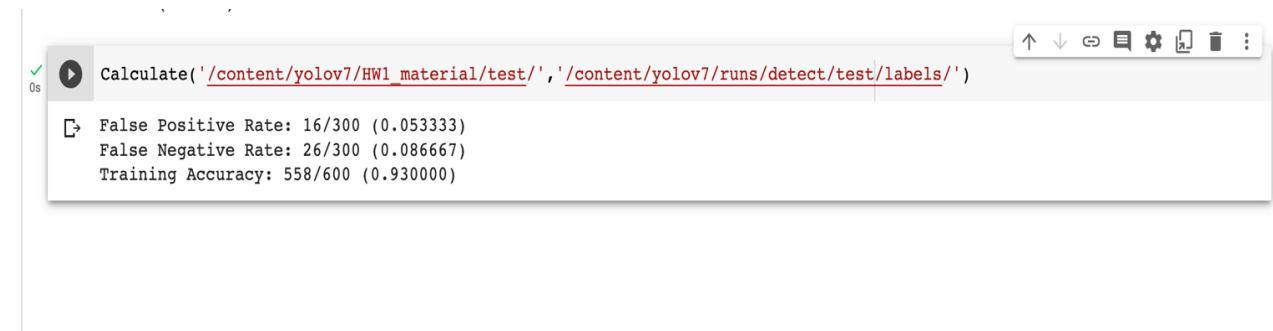 Calculate('/content/yolov7/HW1_material/test/','/content/yolov7/runs/detect/test/labels/')
0s
False Positive Rate: 16/300 (0.053333)
False Negative Rate: 26/300 (0.086667)
Training Accuracy: 558/600 (0.930000)